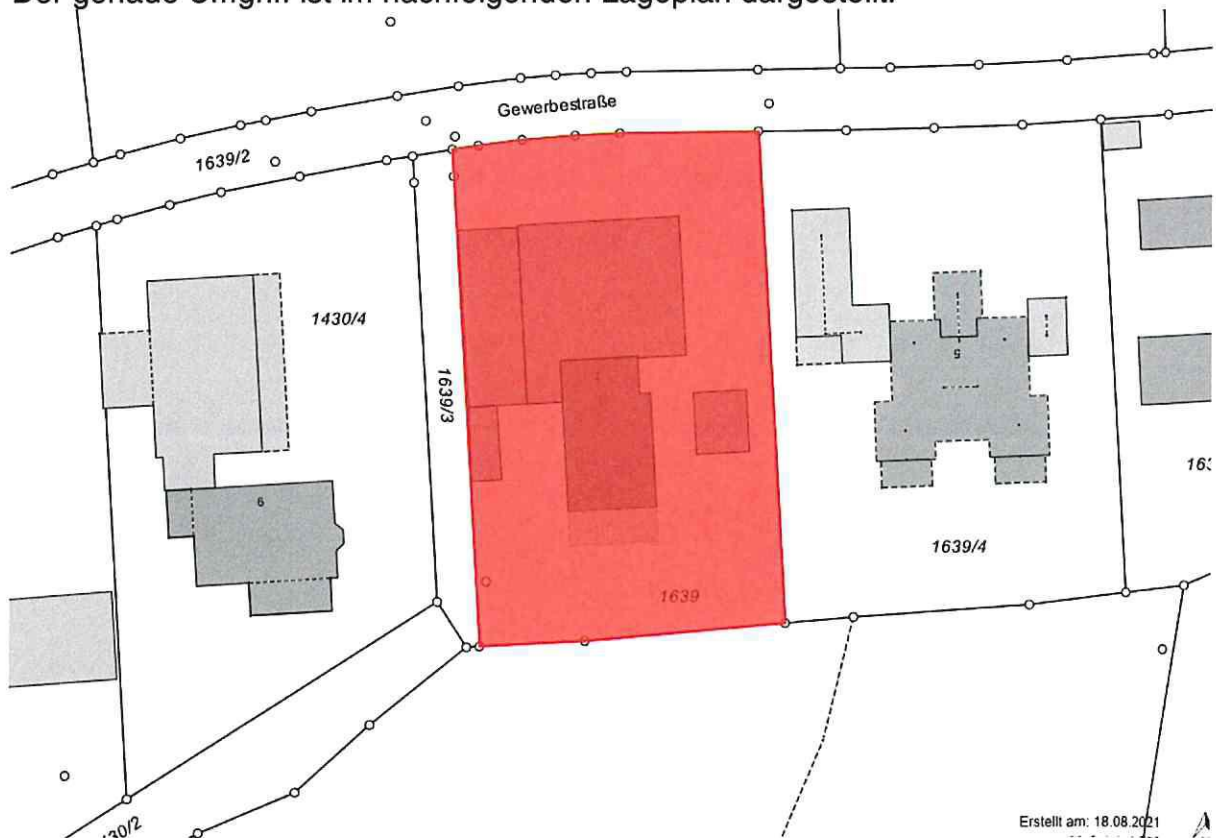 Der genaue Umgriff ist im nachfolgenden Lageplan dargestellt.
Gewerbestraße
1639/2
1430/4
1639/3
5
6
1639/4
1639
Erstellt am: 18.08.2021